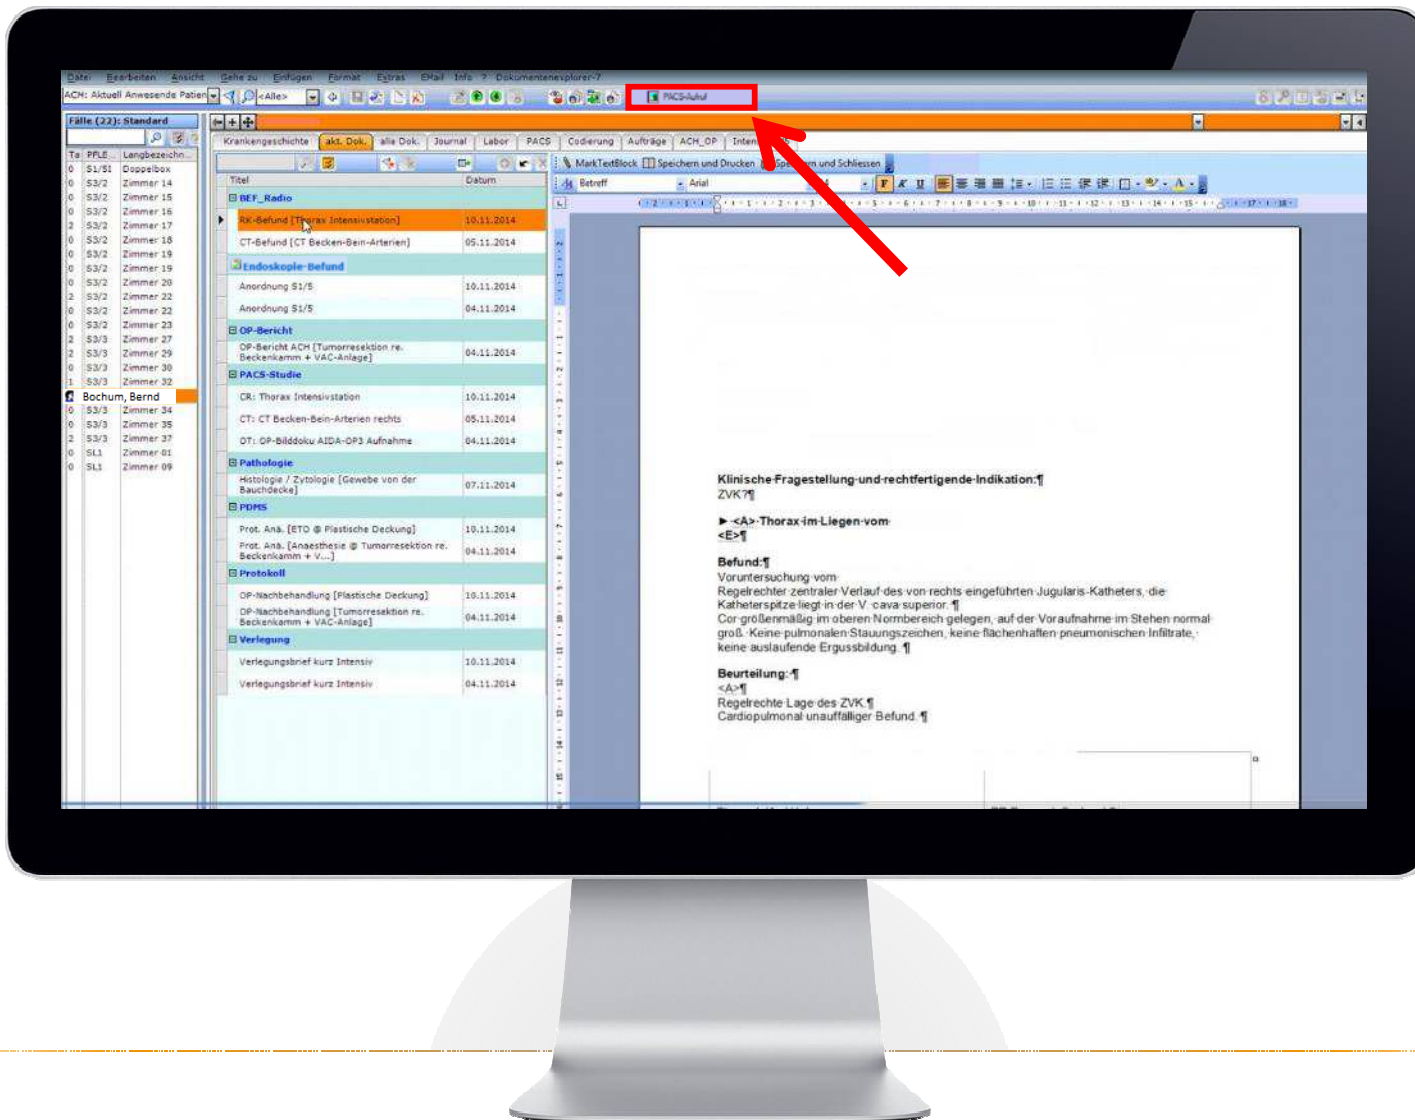 Datei Bearbeiten Ansicht Gehe zu Einfügen Format Extras EMail Info ? Dokumentenexplorer-7
ACH: Aktuell Anwesende Patien <Alle> PACS-Aufruf
Fälle (22): Standard
Krankengeschichte akt. Dok. alle Dok. Journal Labor PACS Codierung Aufträge ACH_OP
MarkTextBlock Speichern und Drucken und Schliessen
Betreff Arial F K U
Ta PFLE... Langbezeichn...
0 S1/S1 Doppelbox
0 S3/2 Zimmer 14
0 S3/2 Zimmer 15
0 S3/2 Zimmer 16
2 S3/2 Zimmer 17
0 S3/2 Zimmer 18
0 S3/2 Zimmer 19
0 S3/2 Zimmer 19
0 S3/2 Zimmer 20
2 S3/2 Zimmer 22
0 S3/2 Zimmer 22
0 S3/2 Zimmer 23
2 S3/3 Zimmer 27
2 S3/3 Zimmer 29
0 S3/3 Zimmer 30
1 S3/3 Zimmer 32
Bochum, Bernd
0 S3/3 Zimmer 34
0 S3/3 Zimmer 35
2 S3/3 Zimmer 37
0 SL1 Zimmer 01
0 SL1 Zimmer 09
Titel Datum
BEF_Radio
RK-Befund [Thorax Intensivstation] 10.11.2014
CT-Befund [CT Becken-Bein-Arterien] 05.11.2014
Endoskopie-Befund
Anordnung S1/5 10.11.2014
Anordnung S1/5 04.11.2014
OP-Bericht
OP-Bericht ACH [Tumorresektion re.
Beckenkamm + VAC-Anlage] 04.11.2014
PACS-Studie
CR: Thorax Intensivstation 10.11.2014
CT: CT Becken-Bein-Arterien rechts 05.11.2014
OT: OP-Bilddoku AIDA-OP3 Aufnahme 04.11.2014
Pathologie
Histologie / Zytologie [Gewebe von der
Bauchdecke] 07.11.2014
PDMS
Prot. Anä. [ETO @ Plastische Deckung] 10.11.2014
Prot. Anä. [Anaesthesie @ Tumorresektion re.
Beckenkamm + V...] 04.11.2014
Protokoll
OP-Nachbehandlung [Plastische Deckung] 10.11.2014
OP-Nachbehandlung [Tumorresektion re.
Beckenkamm + VAC-Anlage] 04.11.2014
Verlegung
Verlegungsbrief kurz Intensiv 10.11.2014
Verlegungsbrief kurz Intensiv 04.11.2014
Klinische·Fragestellung·und·rechtfertigende·Indikation:¶
ZVK?¶
►·<A>·Thorax·im·Liegen·vom·
<E>¶
Befund:¶
Voruntersuchung·vom·
Regelrechter·zentraler·Verlauf·des·von·rechts·eingeführten·Jugularis-Katheters,·die·
Katheterspitze·liegt·in·der·V.·cava·superior.·¶
Cor·größenmäßig·im·oberen·Normbereich·gelegen,·auf·der·Voraufnahme·im·Stehen·normal·
groß.·Keine·pulmonalen·Stauungszeichen,·keine·flächenhaften·pneumonischen·Infiltrate,·
keine·auslaufende·Ergussbildung.·¶
Beurteilung:·¶
<A>¶
Regelrechte·Lage·des·ZVK.¶
Cardiopulmonal·unauffälliger·Befund.·¶